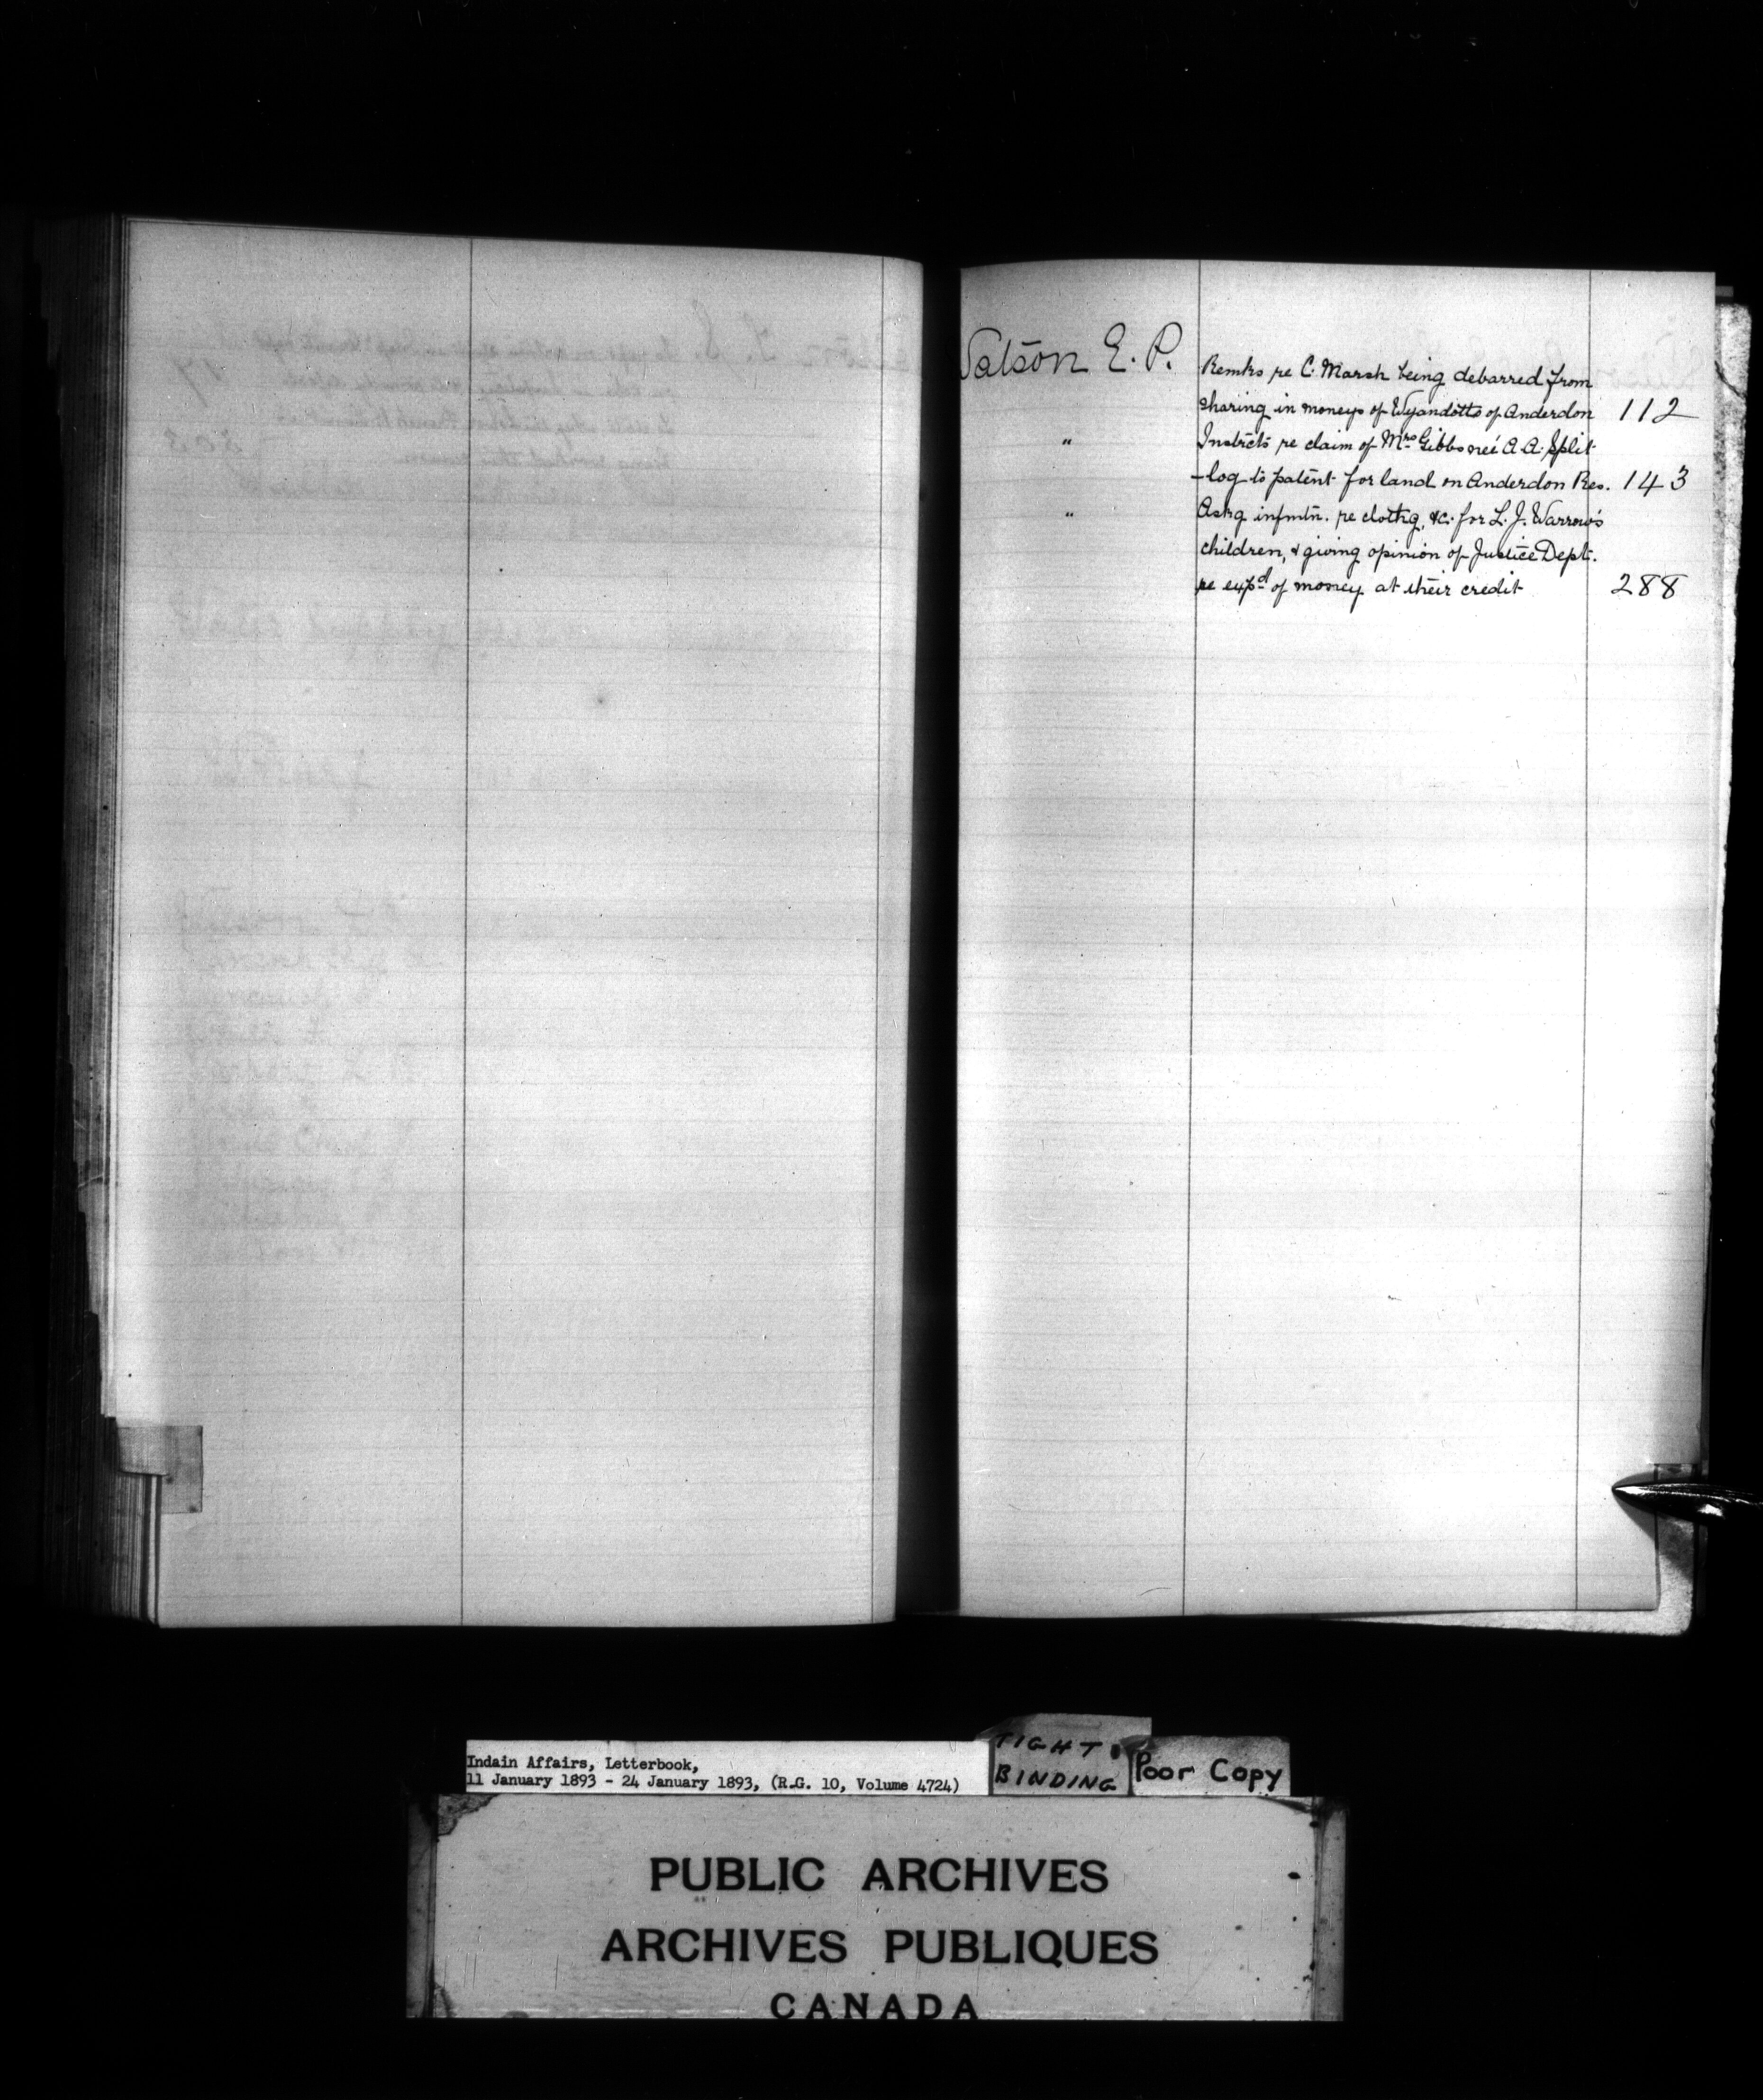 Watson E. P.
Remks re C. Marsh being debarred from
sharing in moneys of Wyandotts of Anderdon 112
" Instrcts re claim of Mrs Gibbs neé A. A. Split
-log to patent for land on Anderdon Res. 143
" Askg infmtn. re clothg, &c. for L. J. Warrow's
children, & giving opinion of Justice Dept.
re expd of money at their credit 288
TIGHT
BINDING
Poor Copy
Indain Affairs, Letterbook,
11 January 1893 - 24 January 1893, (R.G. 10, Volume 4724)
PUBLIC ARCHIVES
ARCHIVES PUBLIQUES
CANADA